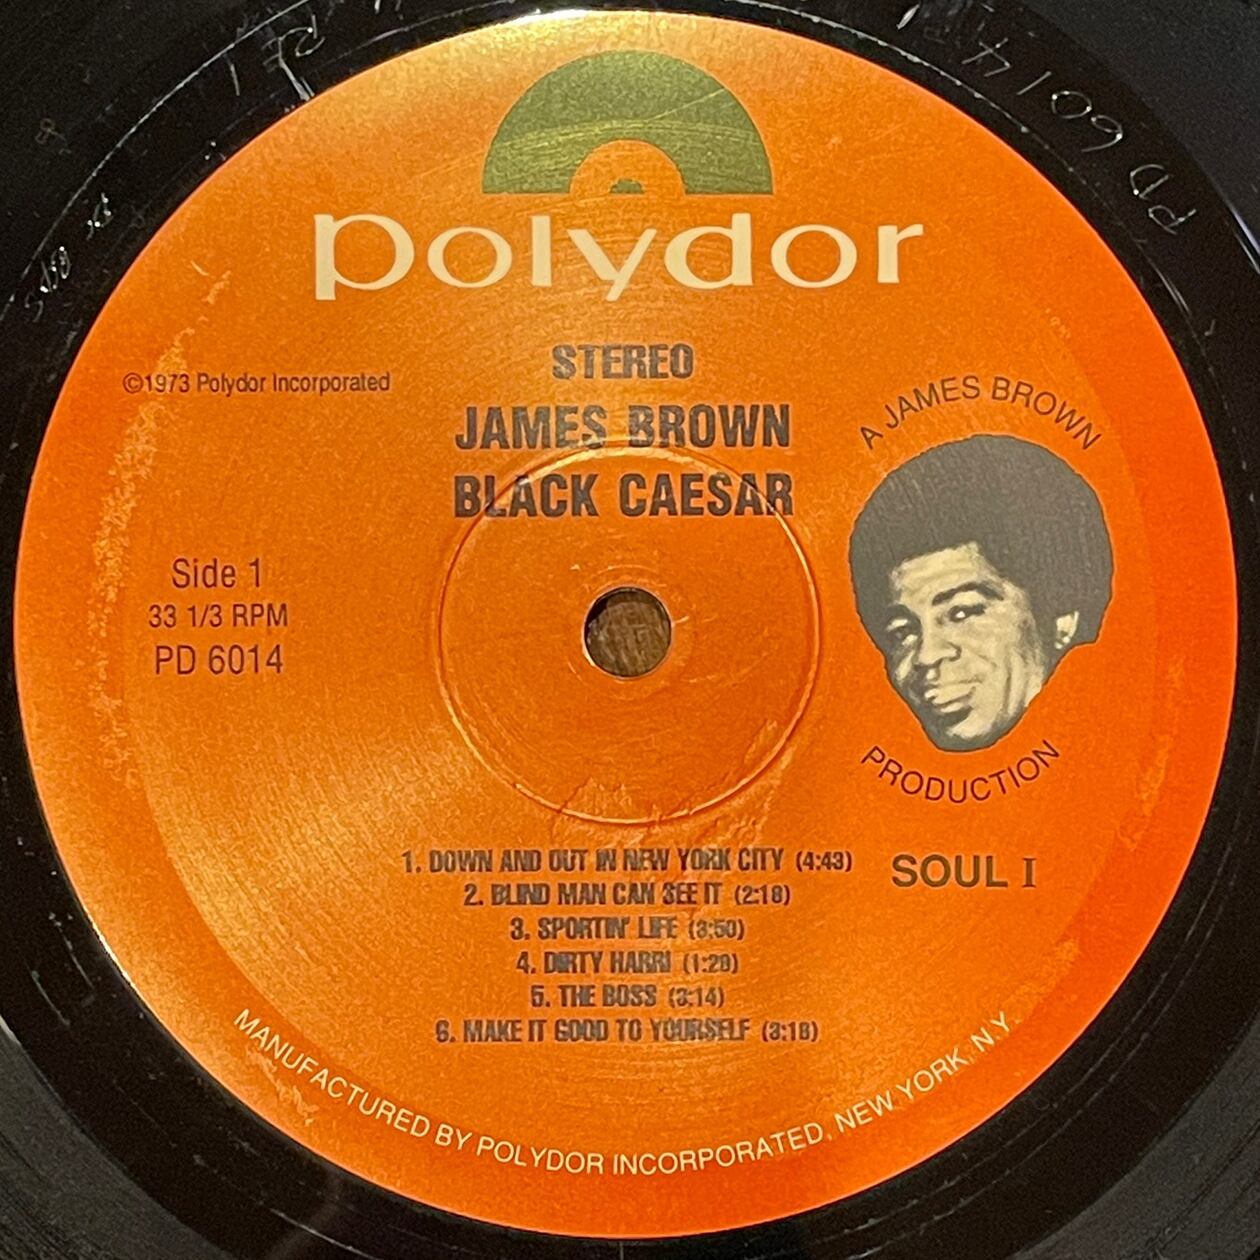 polydor
STEREO
©1973 Polydor Incorporated
JAMES BROWN
BLACK CAESAR
A JAMES BROWN
PRODUCTION
Side 1
33 1/3 RPM
PD 6014
1. DOWN AND OUT IN NEW YORK CITY (4:43)
2. BLIND MAN CAN SEE IT (2:18)
3. SPORTIN' LIFE (3:50)
4. DIRTY HARRI (1:20)
5. THE BOSS (3:14)
6. MAKE IT GOOD TO YOURSELF (3:18)
SOUL I
MANUFACTURED BY POLYDOR INCORPORATED, NEW YORK, N.Y.
PD 6014